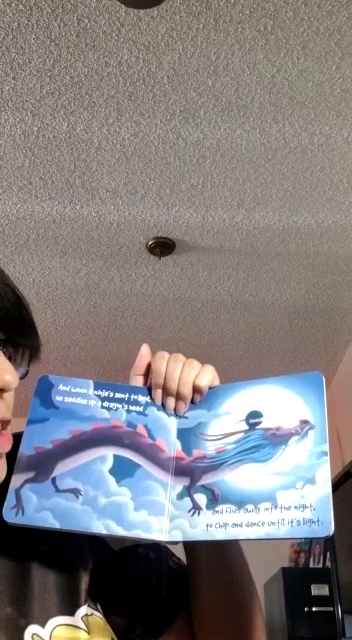 And when a ninja's sent to bed,
he saddles up a dragon's head
and flies away into the night,
to chop and dance until it's light.